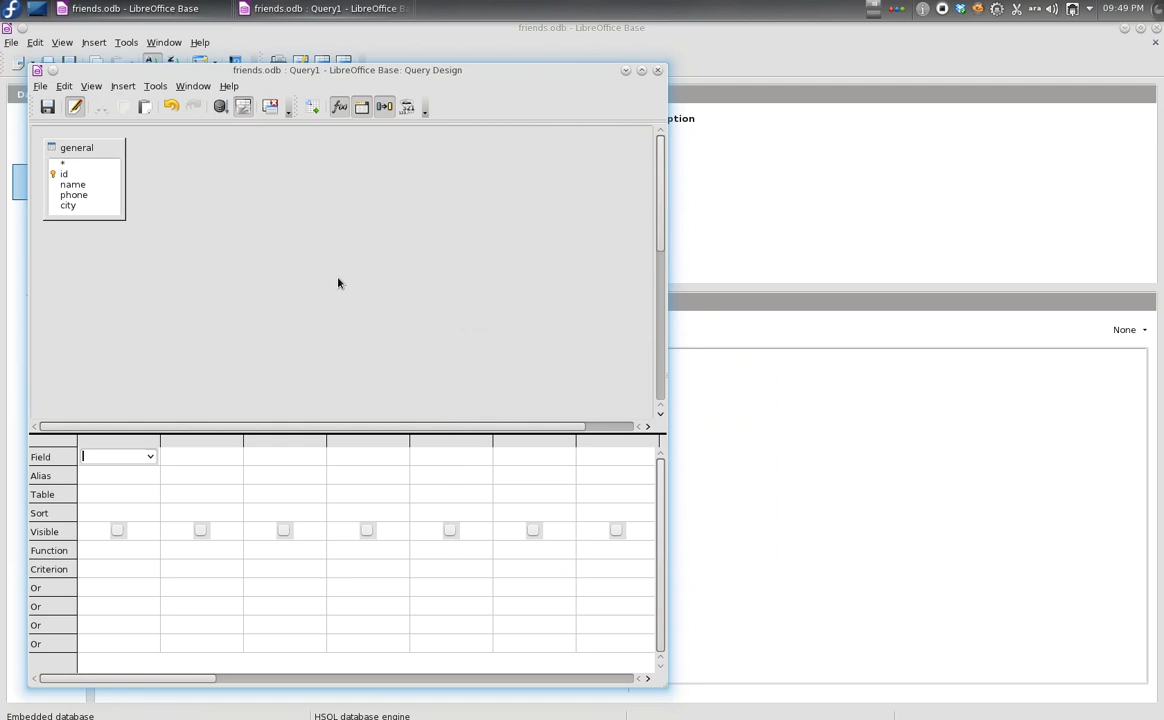 friends.odb - LibreOffice Base
friends.odb : Query1 - LibreOffice B
ara
09:49 PM
friends.odb - LibreOffice Base
File Edit View Insert Tools Window Help
friends.odb : Query1 - LibreOffice Base: Query Design
File Edit View Insert Tools Window Help
ption
general
*
id
name
phone
city
None
Field
Alias
Table
Sort
Visible
Function
Criterion
Or
Or
Or
Or
Embedded database
HSQL database engine